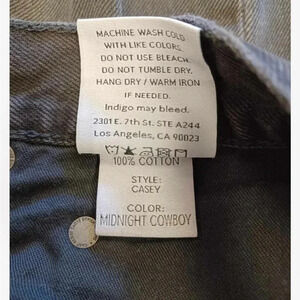 MACHINE WASH COLD
WITH LIKE COLORS.
DO NOT USE BLEACH.
DO NOT TUMBLE DRY.
HANG DRY / WARM IRON
IF NEEDED.
Indigo may bleed.
2301 E. 7th St. STE A244
Los Angeles, CA 90023
100% COTTON
STYLE:
CASEY
COLOR:
MIDNIGHT COWBOY